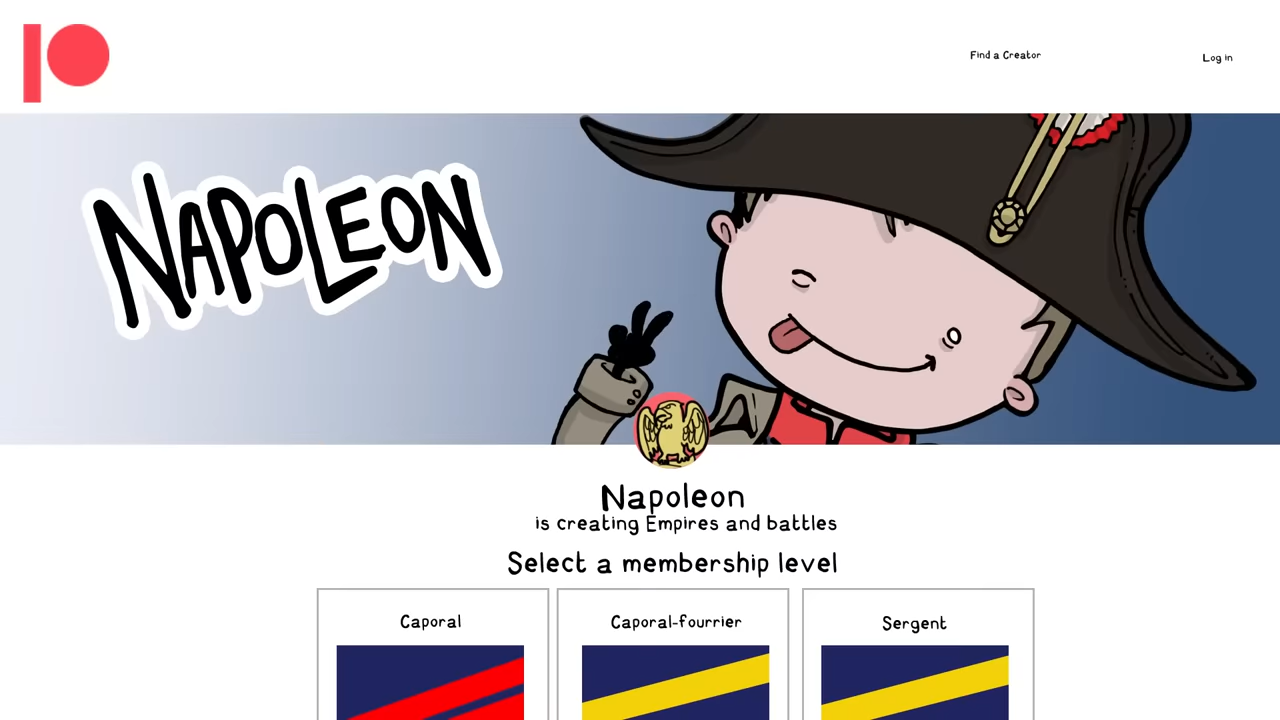 Find a Creator
Log in
NAPOLEON
Napoleon
is creating Empires and battles
Select a membership level
Caporal
Caporal-fourrier
Sergent